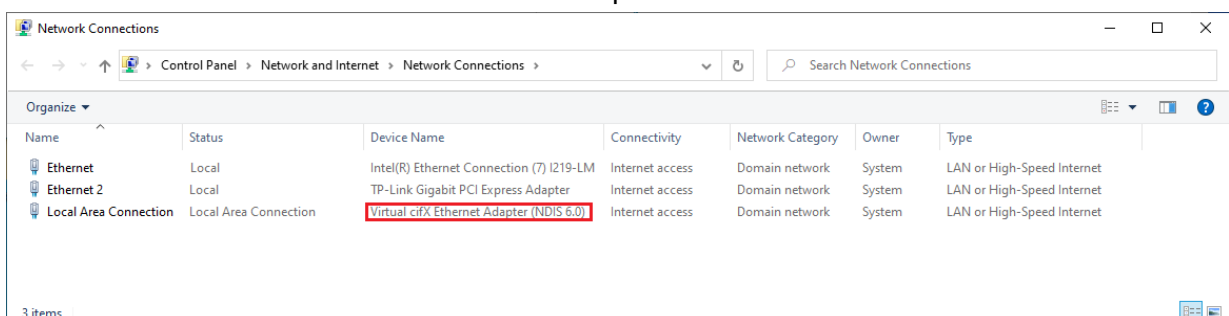 Network Connections
Control Panel > Network and Internet > Network Connections > Search Network Connections
Organize
Name Status Device Name Connectivity Network Category Owner Type
Ethernet Local Intel(R) Ethernet Connection (7) I219-LM Internet access Domain network System LAN or High-Speed Internet
Ethernet 2 Local TP-Link Gigabit PCI Express Adapter Internet access Domain network System LAN or High-Speed Internet
Local Area Connection Local Area Connection Virtual cifX Ethernet Adapter (NDIS 6.0) Internet access Domain network System LAN or High-Speed Internet
3 items